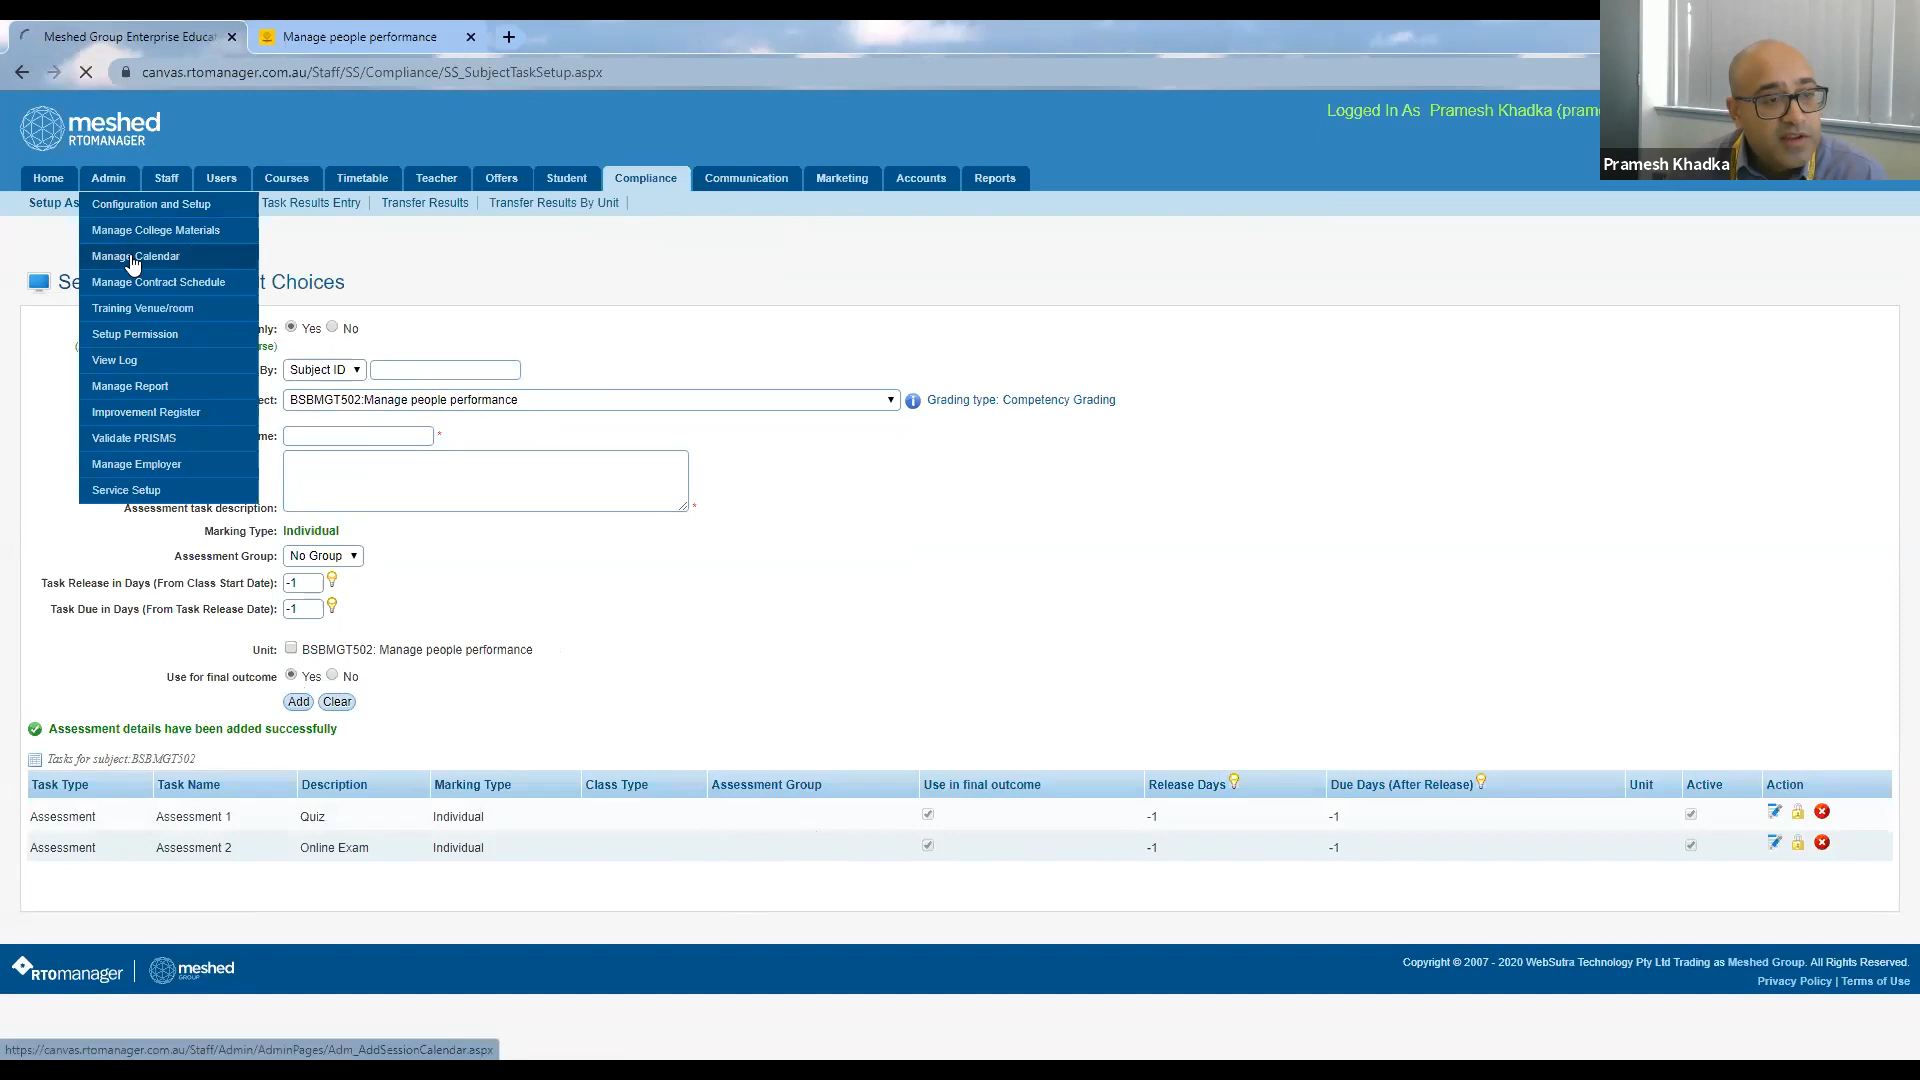 Meshed Group Enterprise Educat
Manage people performance
canvas.rtomanager.com.au/Staff/SS/Compliance/SS_SubjectTaskSetup.aspx
meshed
RTOMANAGER
Logged In As Pramesh Khadka (prame
Pramesh Khadka
Home Admin Staff Users Courses Timetable Teacher Offers Student Compliance Communication Marketing Accounts Reports
Setup As Task Results Entry Transfer Results Transfer Results By Unit
Configuration and Setup
Manage College Materials
Manage Calendar
Manage Contract Schedule
Training Venue/room
Setup Permission
View Log
Manage Report
Improvement Register
Validate PRISMS
Manage Employer
Service Setup
Se t Choices
nly: Yes No
( rse)
By: Subject ID
ect: BSBMGT502:Manage people performance Grading type: Competency Grading
me: *
Assessment task description: *
Marking Type: Individual
Assessment Group: No Group
Task Release in Days (From Class Start Date): -1
Task Due in Days (From Task Release Date): -1
Unit: BSBMGT502: Manage people performance
Use for final outcome Yes No
Add Clear
Assessment details have been added successfully
Tasks for subject:BSBMGT502
Task Type Task Name Description Marking Type Class Type Assessment Group Use in final outcome Release Days Due Days (After Release) Unit Active Action
Assessment Assessment 1 Quiz Individual -1 -1
Assessment Assessment 2 Online Exam Individual -1 -1
RTOmanager meshed GROUP
Copyright © 2007 - 2020 WebSutra Technology Pty Ltd Trading as Meshed Group. All Rights Reserved.
Privacy Policy | Terms of Use
https://canvas.rtomanager.com.au/Staff/Admin/AdminPages/Adm_AddSessionCalendar.aspx